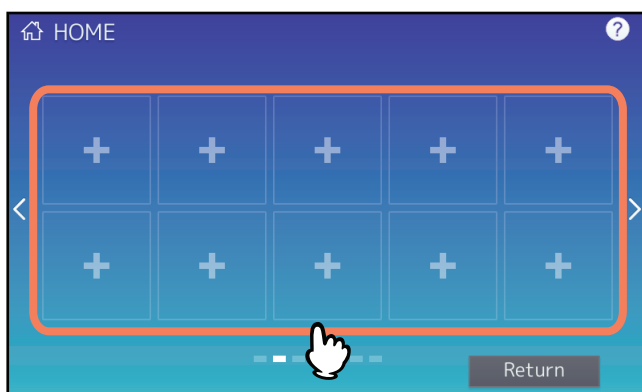 HOME
?
+ + + + +
+ + + + +
< >
Return